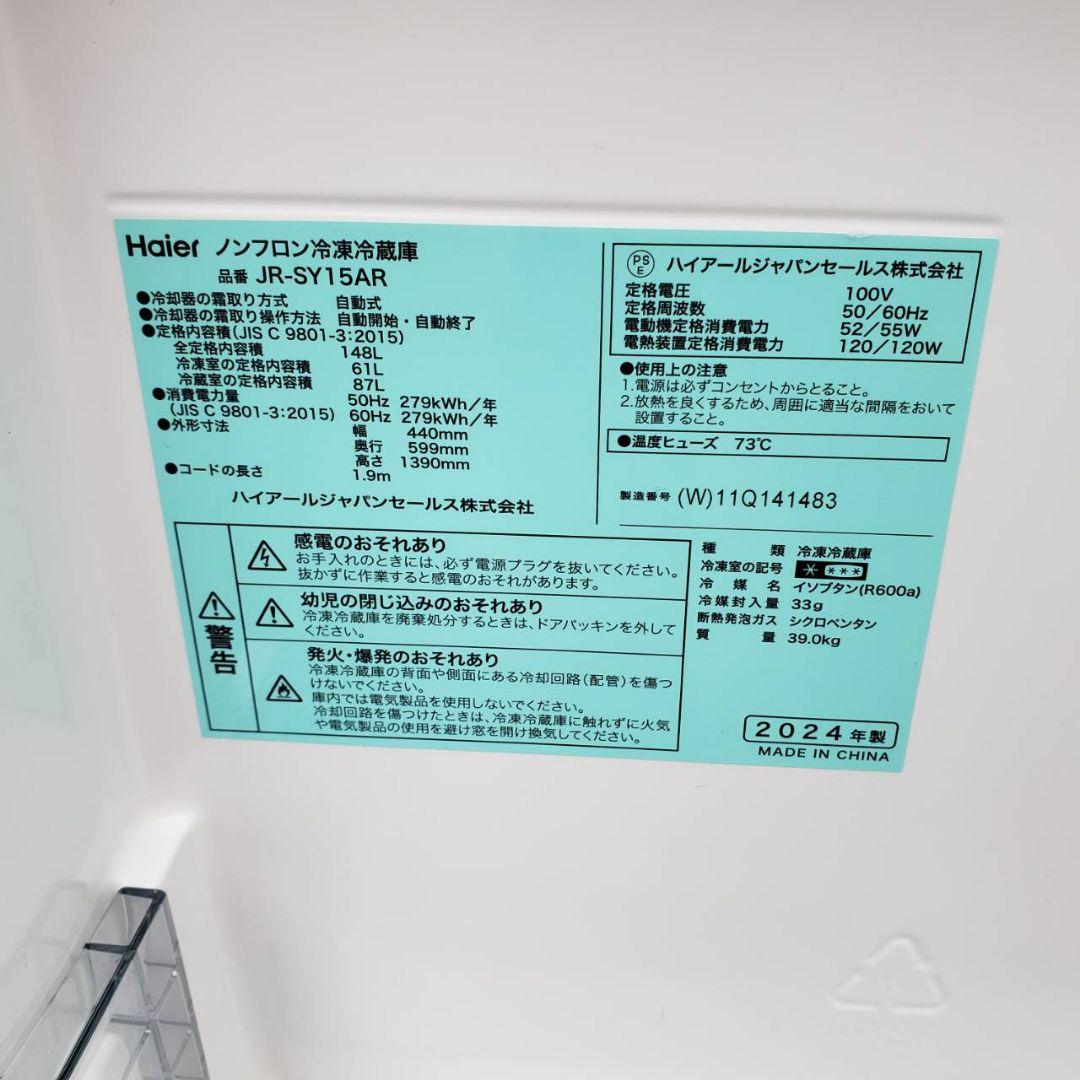 Haier ノンフロン冷凍冷蔵庫
品番 JR-SY15AR
●冷却器の霜取り方式 自動式
●冷却器の霜取り操作方法 自動開始・自動終了
●定格内容積(JIS C 9801-3:2015)
全定格内容積 148L
冷凍室の定格内容積 61L
冷蔵室の定格内容積 87L
●消費電力量 50Hz 279kWh/年
(JIS C 9801-3:2015) 60Hz 279kWh/年
●外形寸法 幅 440mm
奥行 599mm
高さ 1390mm
●コードの長さ 1.9m
ハイアールジャパンセールス株式会社
PSE ハイアールジャパンセールス株式会社
定格電圧 100V
定格周波数 50/60Hz
電動機定格消費電力 52/55W
電熱装置定格消費電力 120/120W
●使用上の注意
1.電源は必ずコンセントからとること。
2.放熱を良くするため、周囲に適当な間隔をおいて
設置すること。
●温度ヒューズ 73℃
製造番号 (W)11Q141483
警告
感電のおそれあり
お手入れのときには、必ず電源プラグを抜いてください。
抜かずに作業すると感電のおそれがあります。
幼児の閉じ込めのおそれあり
冷凍冷蔵庫を廃棄処分するときは、ドアパッキンを外して
ください。
発火・爆発のおそれあり
冷凍冷蔵庫の背面や側面にある冷却回路(配管)を傷つ
けないでください。
庫内では電気製品を使用しないでください。
冷却回路を傷つけたときは、冷凍冷蔵庫に触れずに火気
や電気製品の使用を避け窓を開け換気してください。
種類 冷凍冷蔵庫
冷凍室の記号 * ***
冷媒名 イソブタン(R600a)
冷媒封入量 33g
断熱発泡ガス シクロペンタン
質量 39.0kg
2024年製
MADE IN CHINA